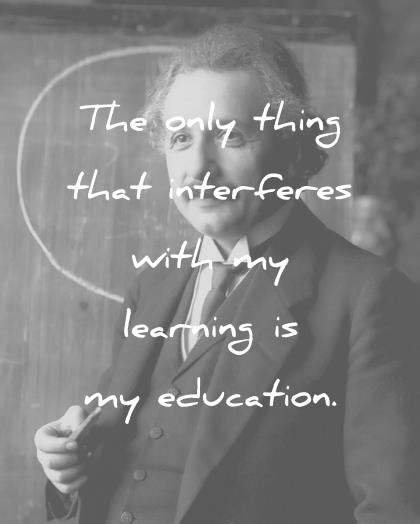 The only thing
that interferes
with my
learning is
my education.